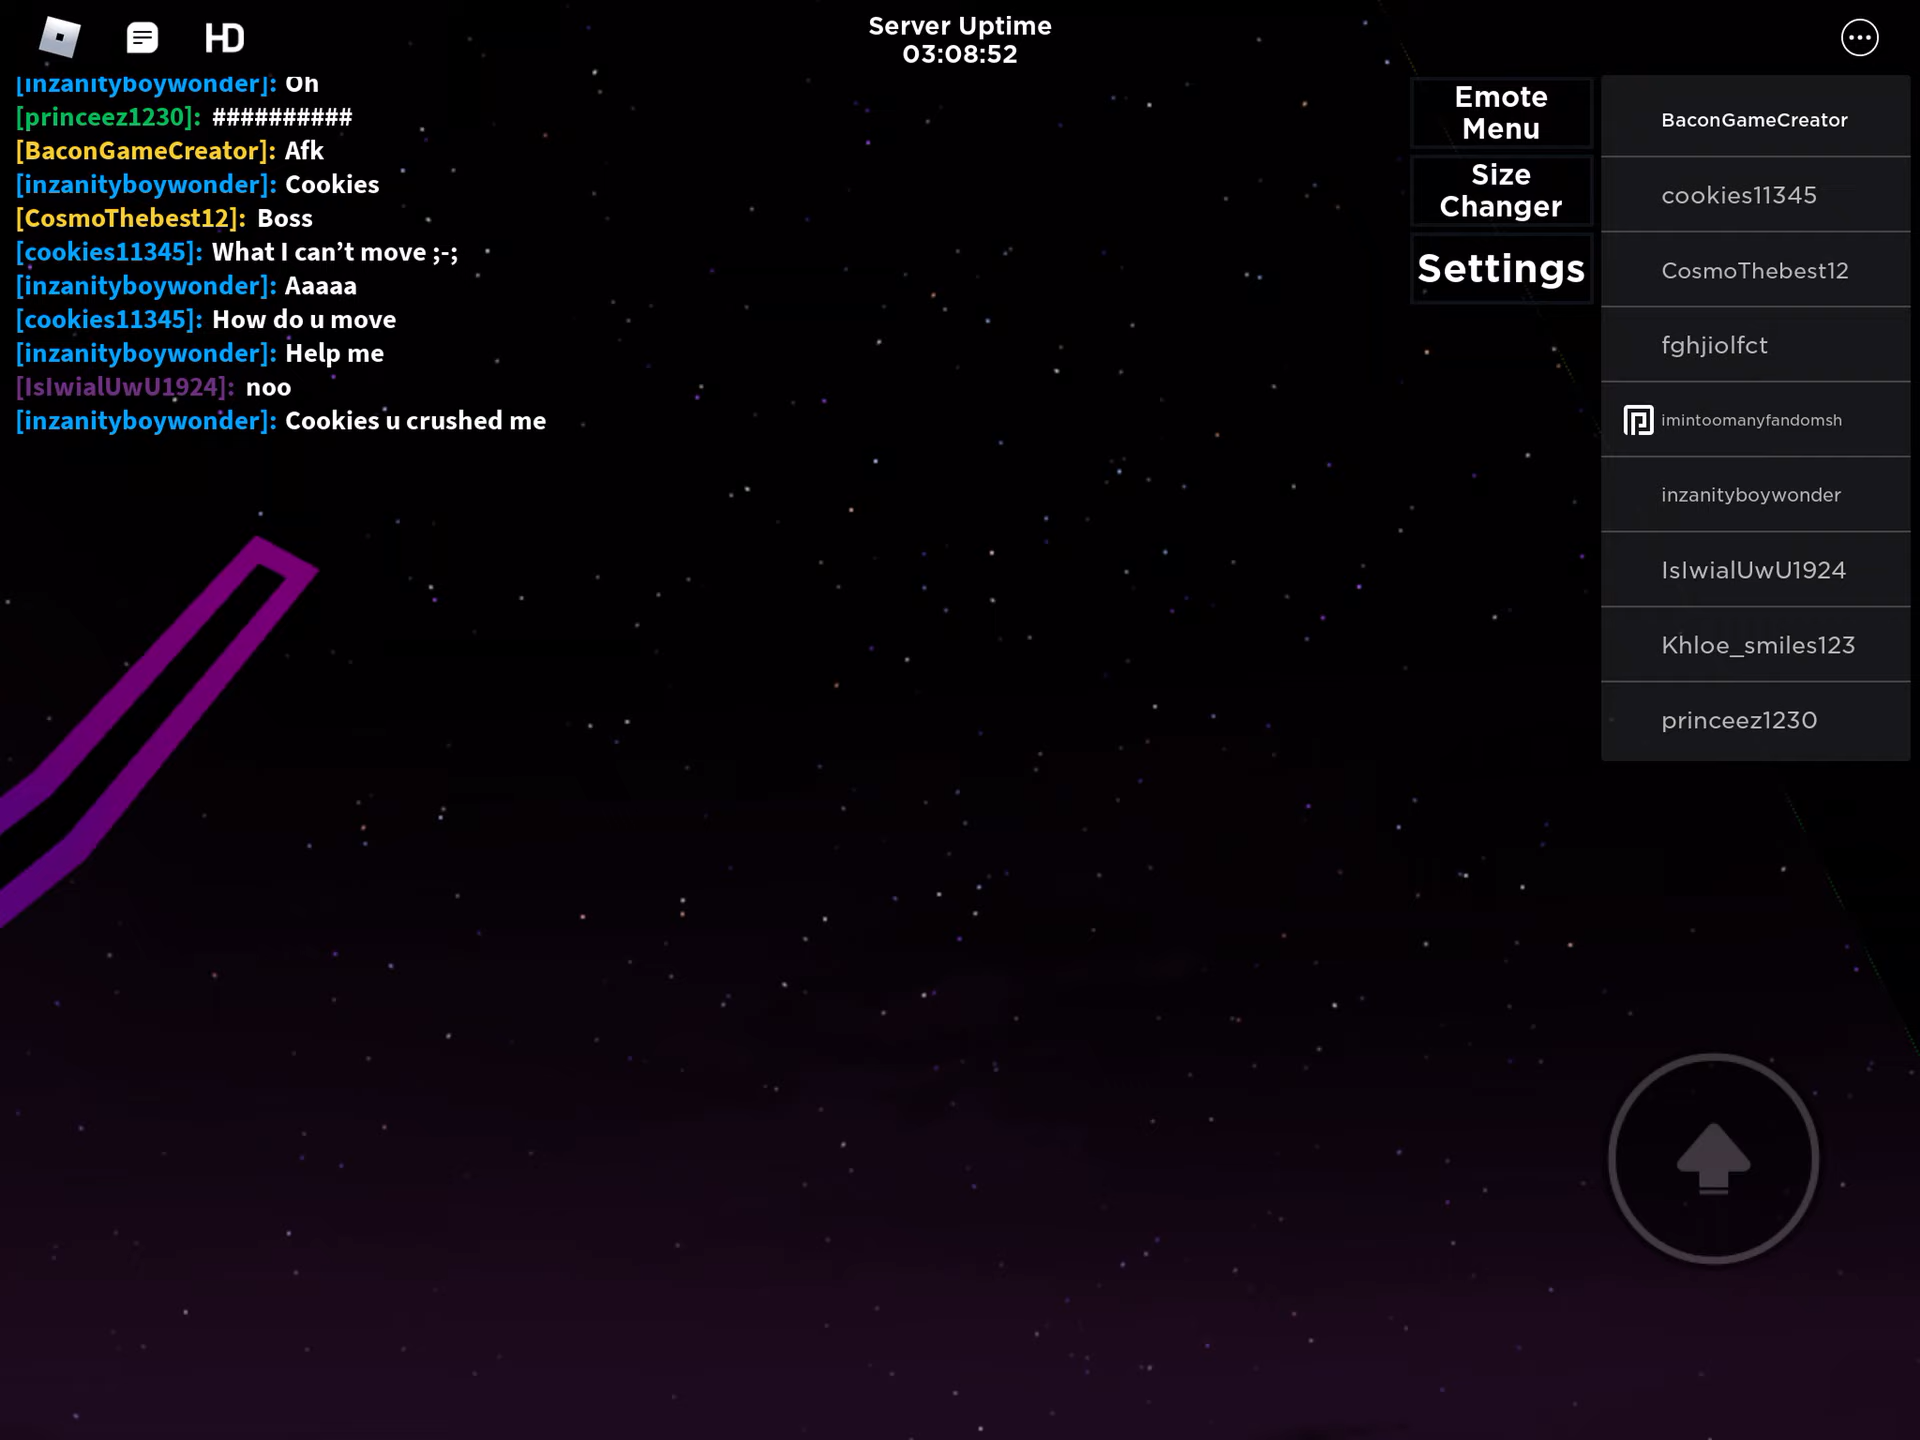 HD
Server Uptime
03:08:52
[inzanityboywonder]: Oh
[princeez1230]: ##########
[BaconGameCreator]: Afk
[inzanityboywonder]: Cookies
[CosmoThebest12]: Boss
[cookies11345]: What I can’t move ;-;
[inzanityboywonder]: Aaaaa
[cookies11345]: How do u move
[inzanityboywonder]: Help me
[IsIwialUwU1924]: noo
[inzanityboywonder]: Cookies u crushed me
Emote
Menu
Size
Changer
Settings
BaconGameCreator
cookies11345
CosmoThebest12
fghjiolfct
imintoomanyfandomsh
inzanityboywonder
IsIwialUwU1924
Khloe_smiles123
princeez1230